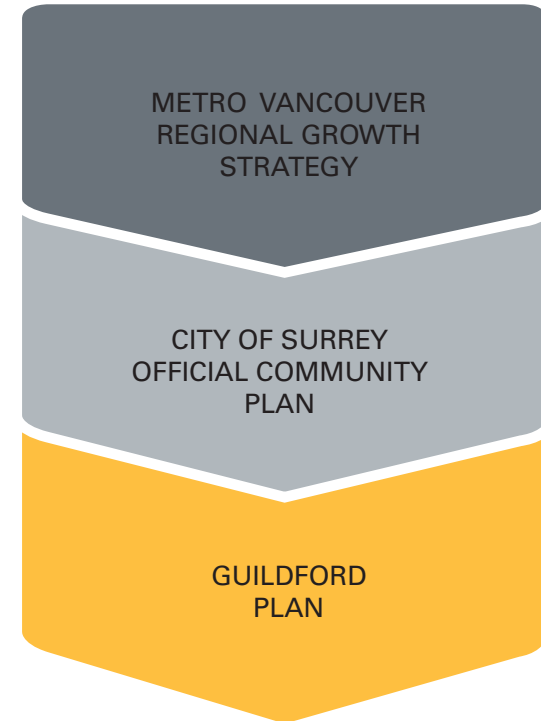 METRO VANCOUVER
REGIONAL GROWTH
STRATEGY
CITY OF SURREY
OFFICIAL COMMUNITY
PLAN
GUILDFORD
PLAN